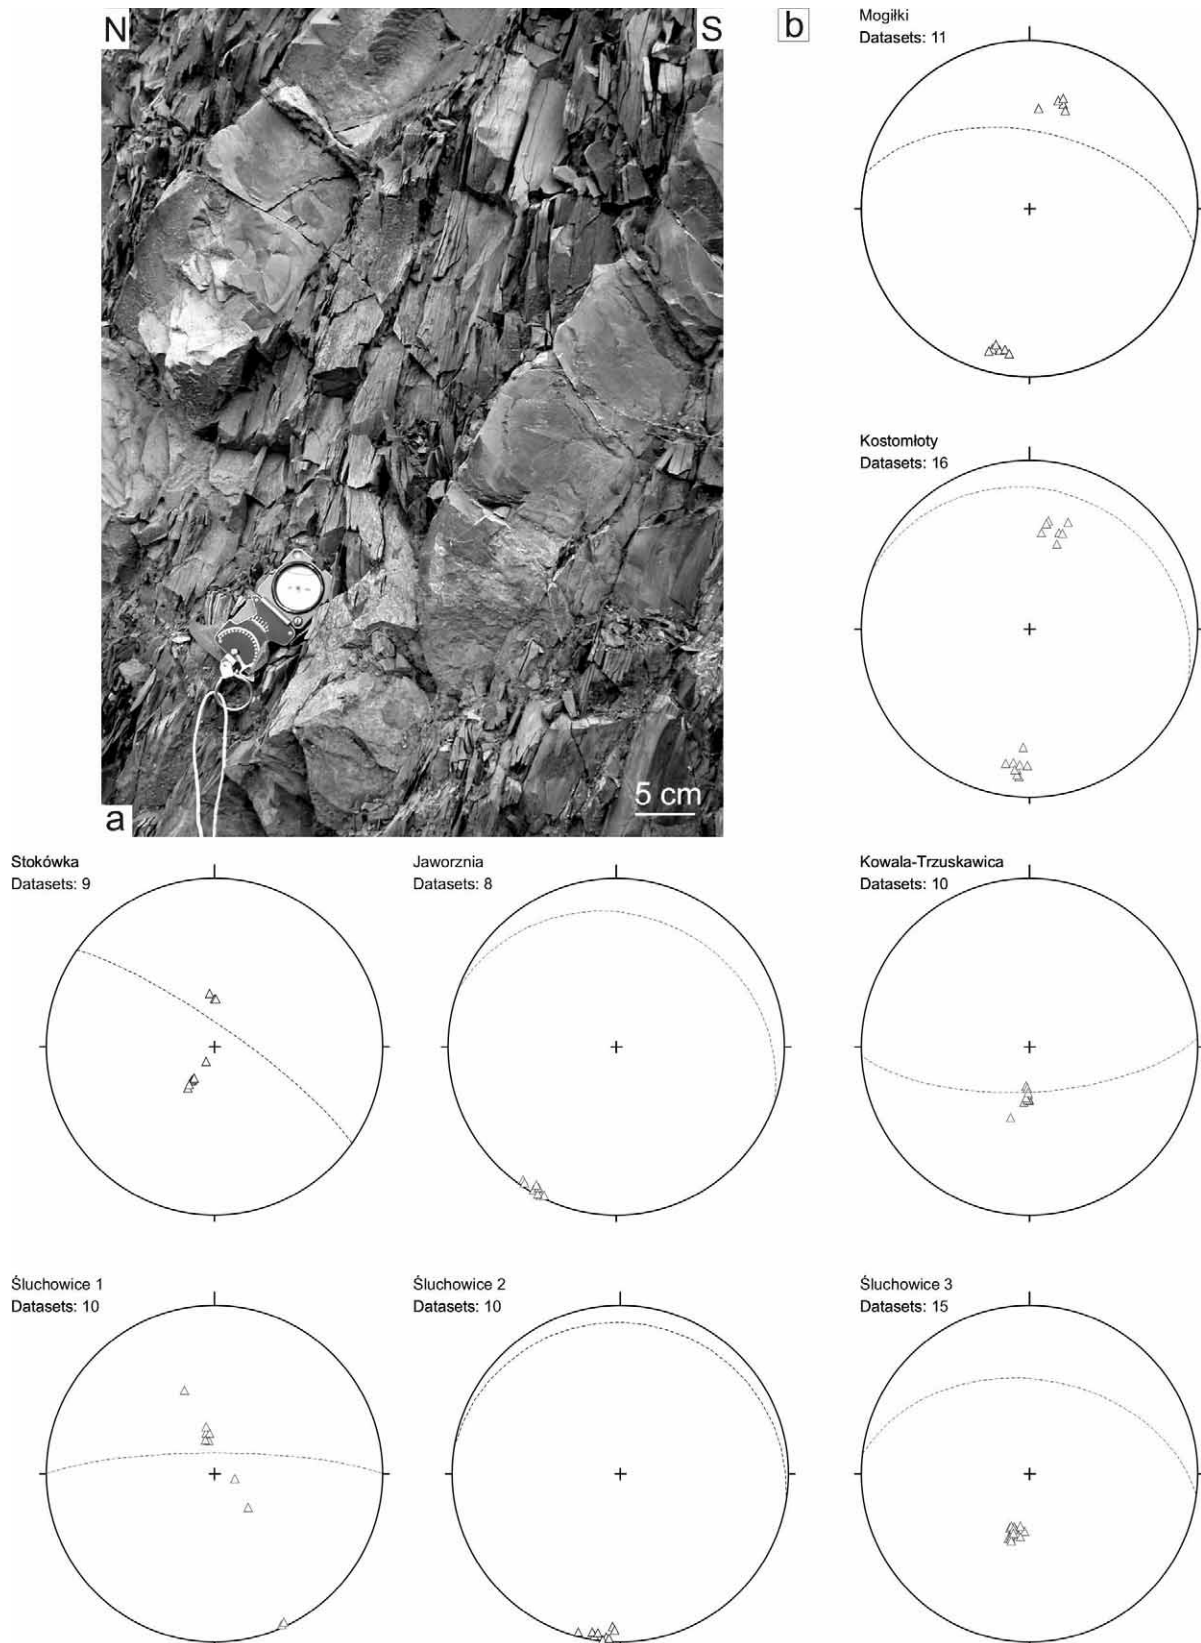 N
S
b
Mogiłki
Datasets: 11
Kostomłoty
Datasets: 16
5 cm
a
Stokówka
Datasets: 9
Jaworznia
Datasets: 8
Kowala-Trzuskawica
Datasets: 10
Śluchowice 1
Datasets: 10
Śluchowice 2
Datasets: 10
Śluchowice 3
Datasets: 15